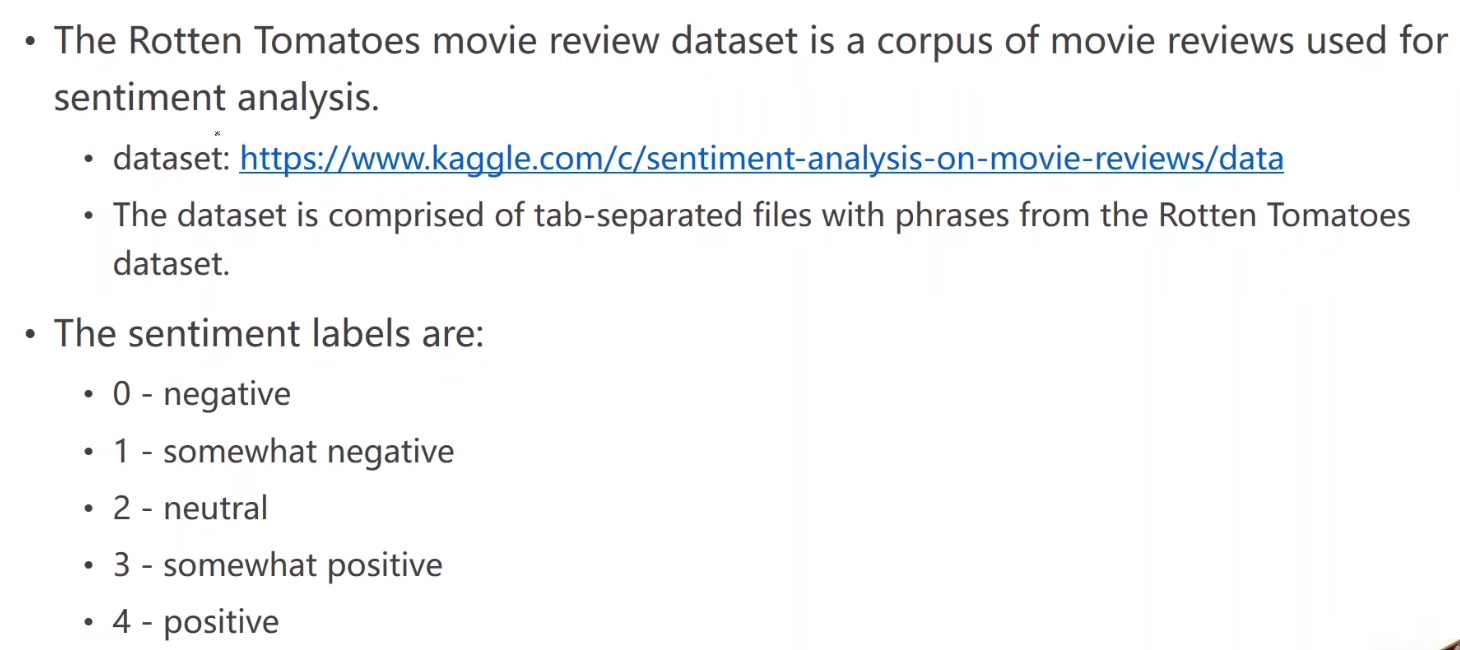 • The Rotten Tomatoes movie review dataset is a corpus of movie reviews used for
sentiment analysis.
• dataset: https://www.kaggle.com/c/sentiment-analysis-on-movie-reviews/data
• The dataset is comprised of tab-separated files with phrases from the Rotten Tomatoes
dataset.
• The sentiment labels are:
• 0 - negative
• 1 - somewhat negative
• 2 - neutral
• 3 - somewhat positive
• 4 - positive